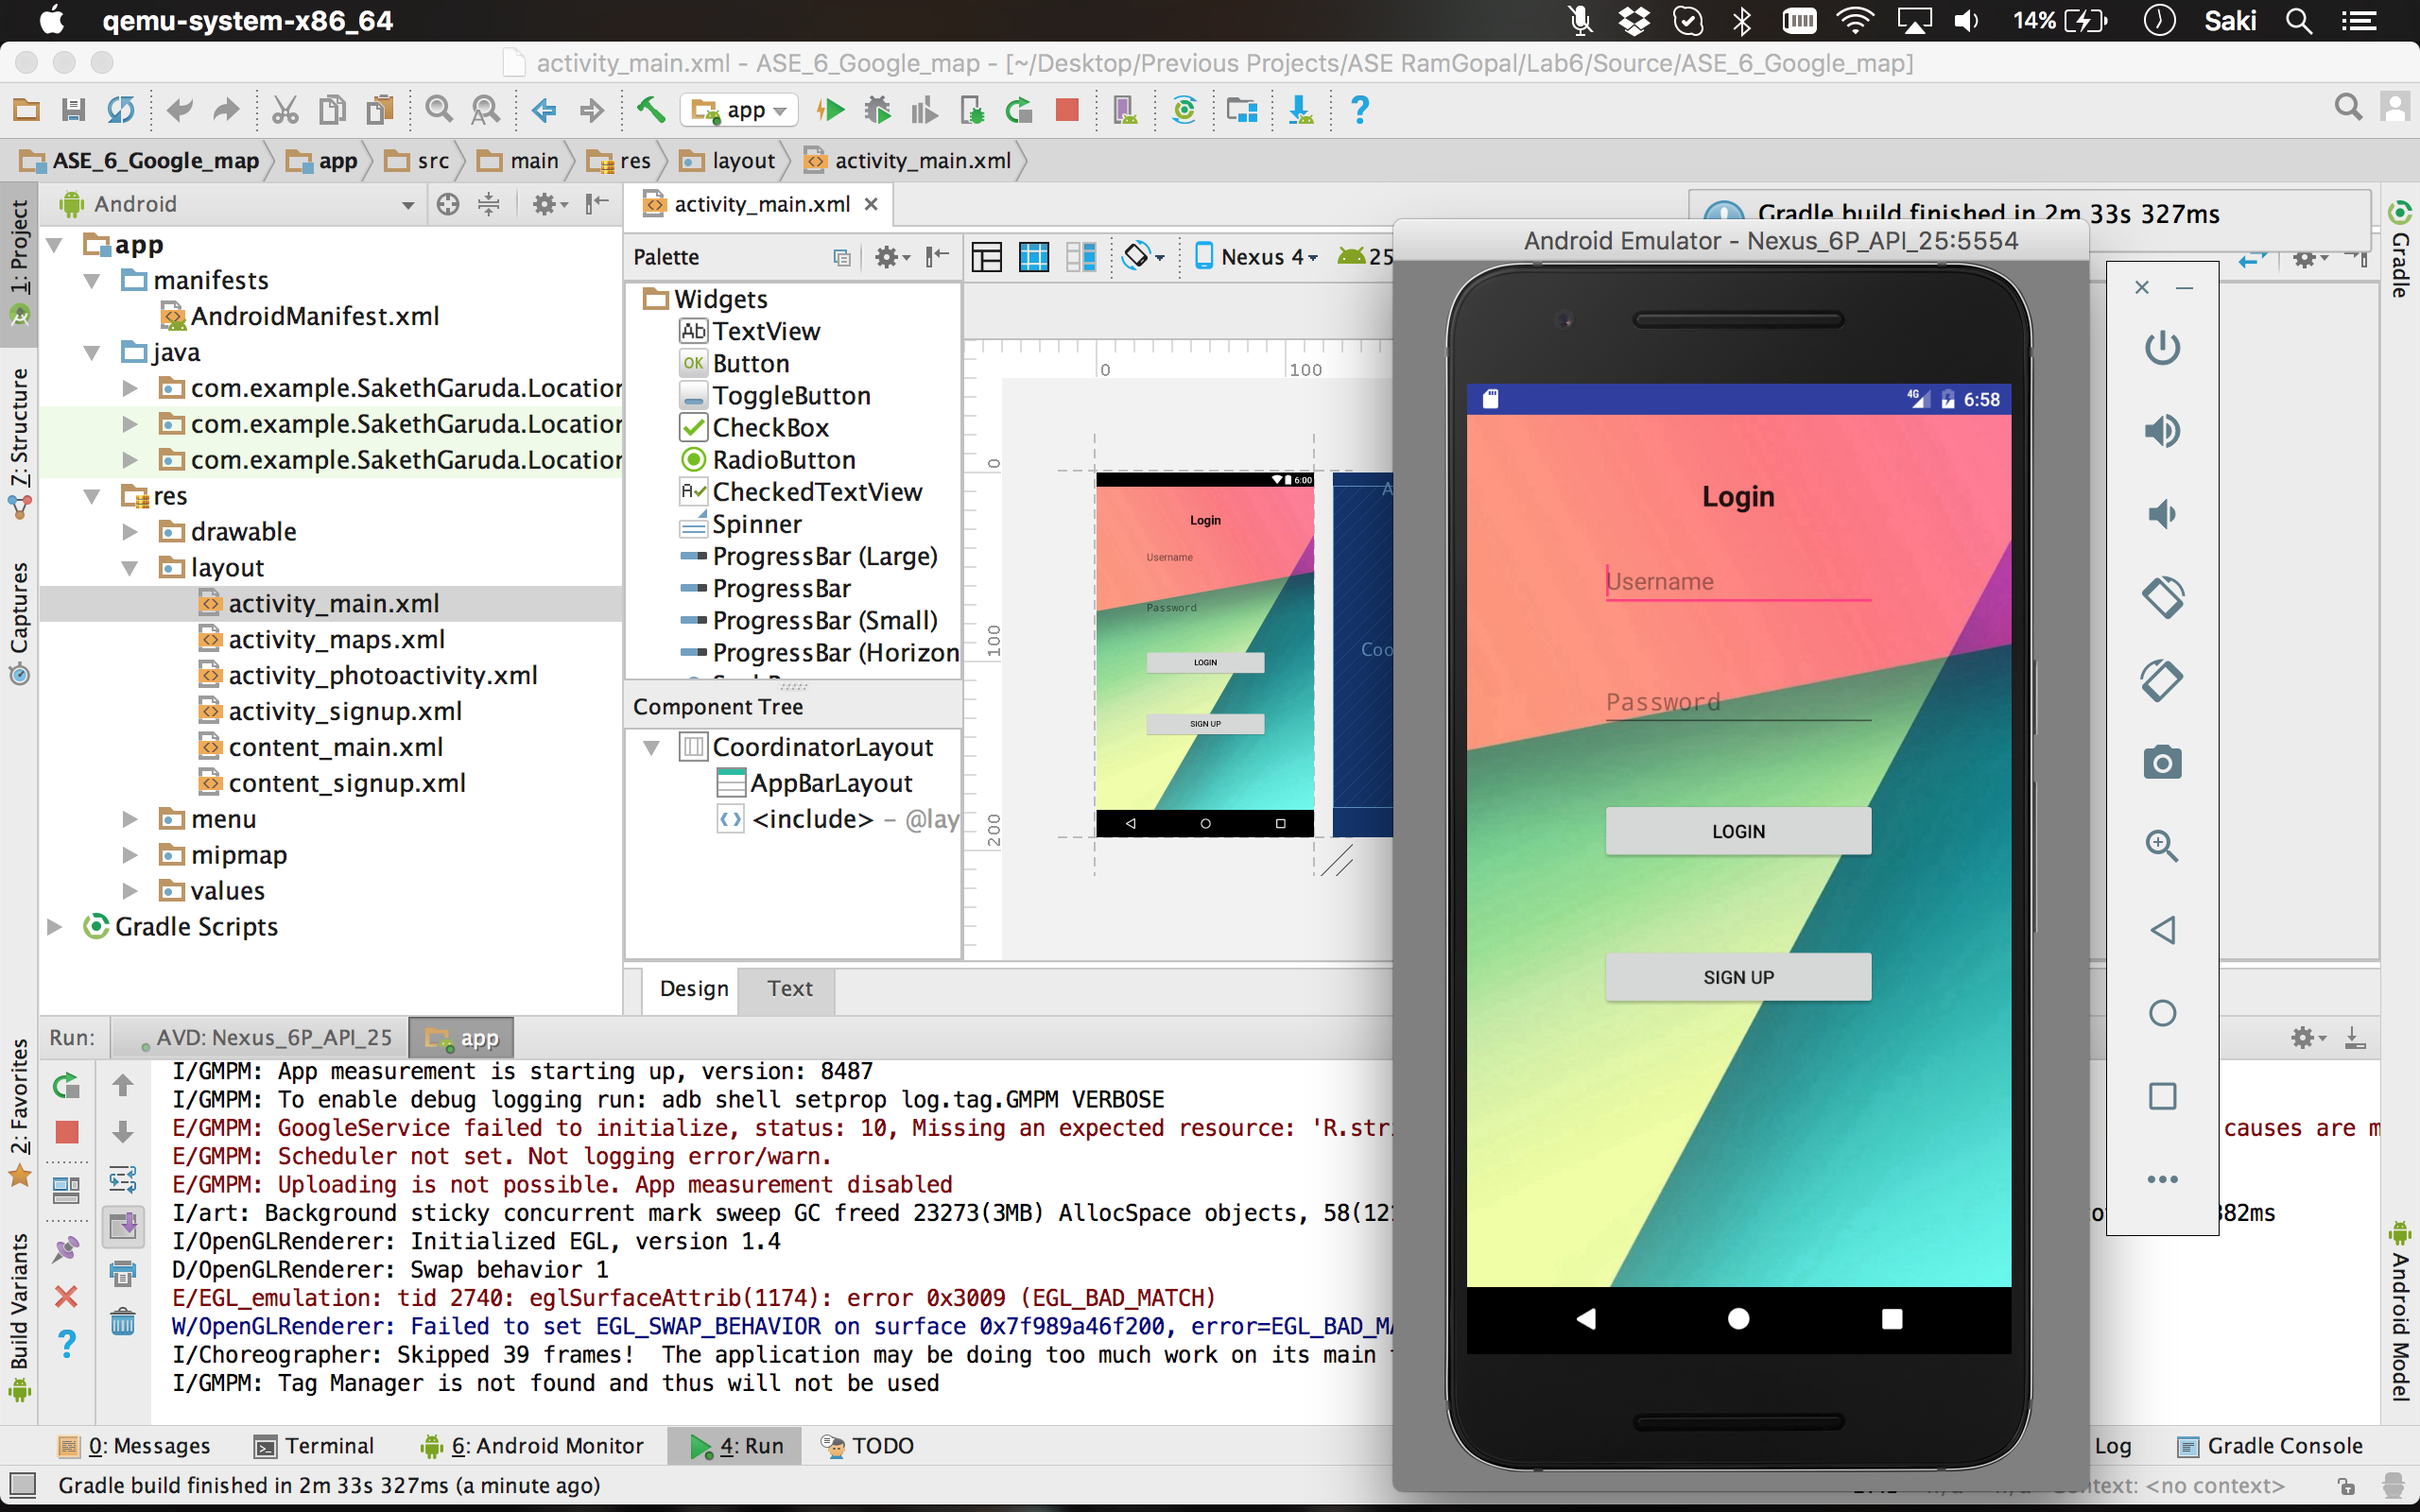 qemu-system-x86_64 14% Saki
activity_main.xml - ASE_6_Google_map - [~/Desktop/Previous Projects/ASE RamGopal/Lab6/Source/ASE_6_Google_map]
app
ASE_6_Google_map app src main res layout activity_main.xml
1: Project
Z: Structure
Captures
2: Favorites
Build Variants
Android
app
manifests
AndroidManifest.xml
java
com.example.SakethGaruda.Location
com.example.SakethGaruda.Location
com.example.SakethGaruda.Location
res
drawable
layout
activity_main.xml
activity_maps.xml
activity_photoactivity.xml
activity_signup.xml
content_main.xml
content_signup.xml
menu
mipmap
values
Gradle Scripts
activity_main.xml
Palette
Nexus 4 25
Widgets
Ab TextView
OK Button
ToggleButton
CheckBox
RadioButton
CheckedTextView
Spinner
ProgressBar (Large)
ProgressBar
ProgressBar (Small)
ProgressBar (Horizon
Component Tree
CoordinatorLayout
AppBarLayout
<include> - @lay
0 100
0
100
200
6:00
Login
Username
Password
LOGIN
SIGN UP
A
Coo
Design Text
Gradle build finished in 2m 33s 327ms
Android Emulator - Nexus_6P_API_25:5554
4G 6:58
Login
Username
Password
LOGIN
SIGN UP
Gradle
Android Model
Run: AVD: Nexus_6P_API_25 app
I/GMPM: App measurement is starting up, version: 8487
I/GMPM: To enable debug logging run: adb shell setprop log.tag.GMPM VERBOSE
E/GMPM: GoogleService failed to initialize, status: 10, Missing an expected resource: 'R.stri causes are m
E/GMPM: Scheduler not set. Not logging error/warn.
E/GMPM: Uploading is not possible. App measurement disabled
I/art: Background sticky concurrent mark sweep GC freed 23273(3MB) AllocSpace objects, 58(12 82ms
I/OpenGLRenderer: Initialized EGL, version 1.4
D/OpenGLRenderer: Swap behavior 1
E/EGL_emulation: tid 2740: eglSurfaceAttrib(1174): error 0x3009 (EGL_BAD_MATCH)
W/OpenGLRenderer: Failed to set EGL_SWAP_BEHAVIOR on surface 0x7f989a46f200, error=EGL_BAD_MA
I/Choreographer: Skipped 39 frames! The application may be doing too much work on its main
I/GMPM: Tag Manager is not found and thus will not be used
0: Messages Terminal 6: Android Monitor 4: Run TODO Log Gradle Console
Gradle build finished in 2m 33s 327ms (a minute ago) ntext: <no context>